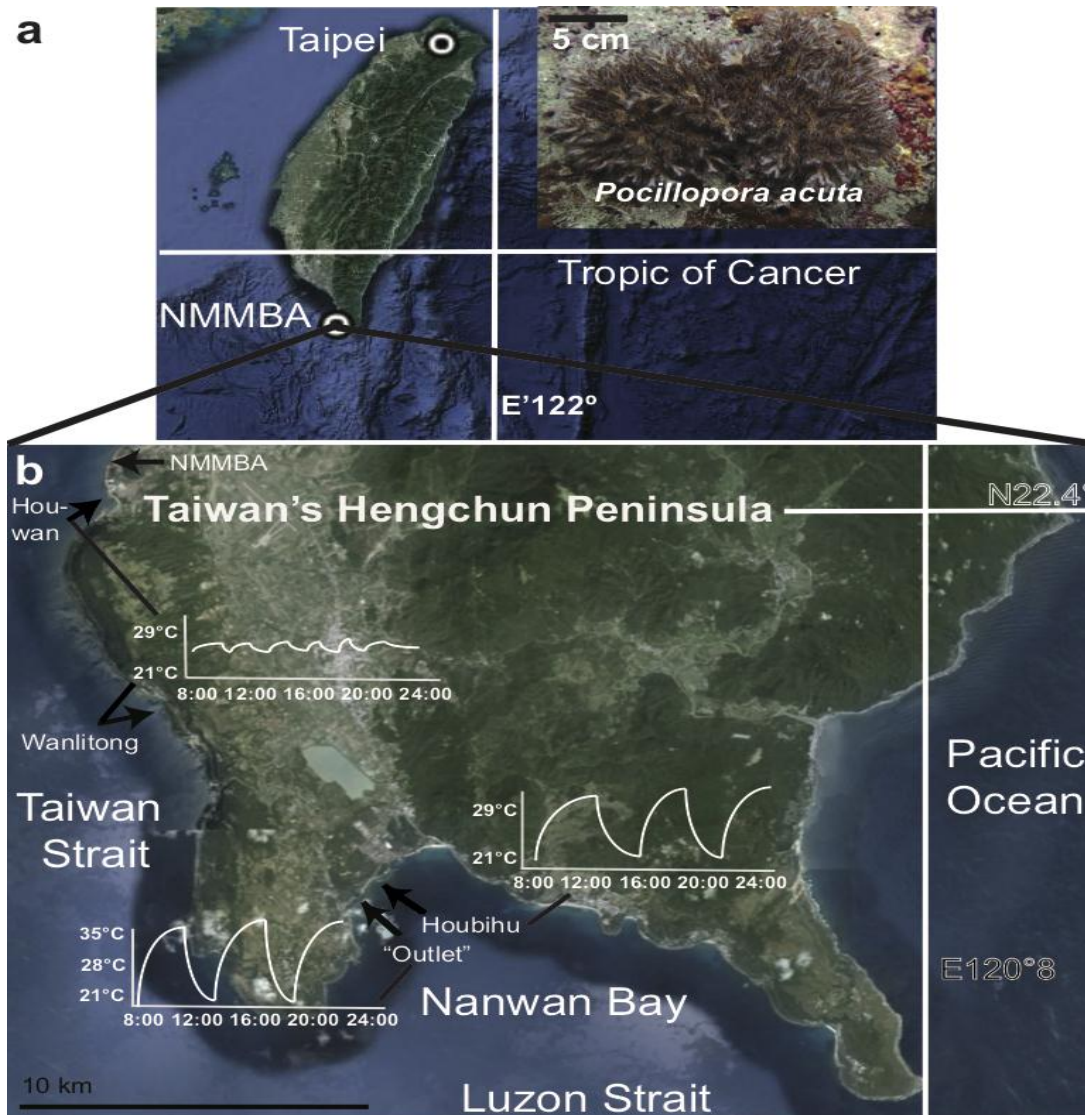 a
Taipei
5 cm
Pocillopora acuta
Tropic of Cancer
NMMBA
E'122°
b
NMMBA
Hou-
wan
Taiwan's Hengchun Peninsula
N22.4°
29°C
21°C
8:00 12:00 16:00 20:00 24:00
Wanlitong
Taiwan
Strait
Pacific
Ocean
29°C
21°C
8:00 12:00 16:00 20:00 24:00
Houbihu
"Outlet"
35°C
28°C
21°C
8:00 12:00 16:00 20:00 24:00
Nanwan Bay
E120°8
10 km
Luzon Strait